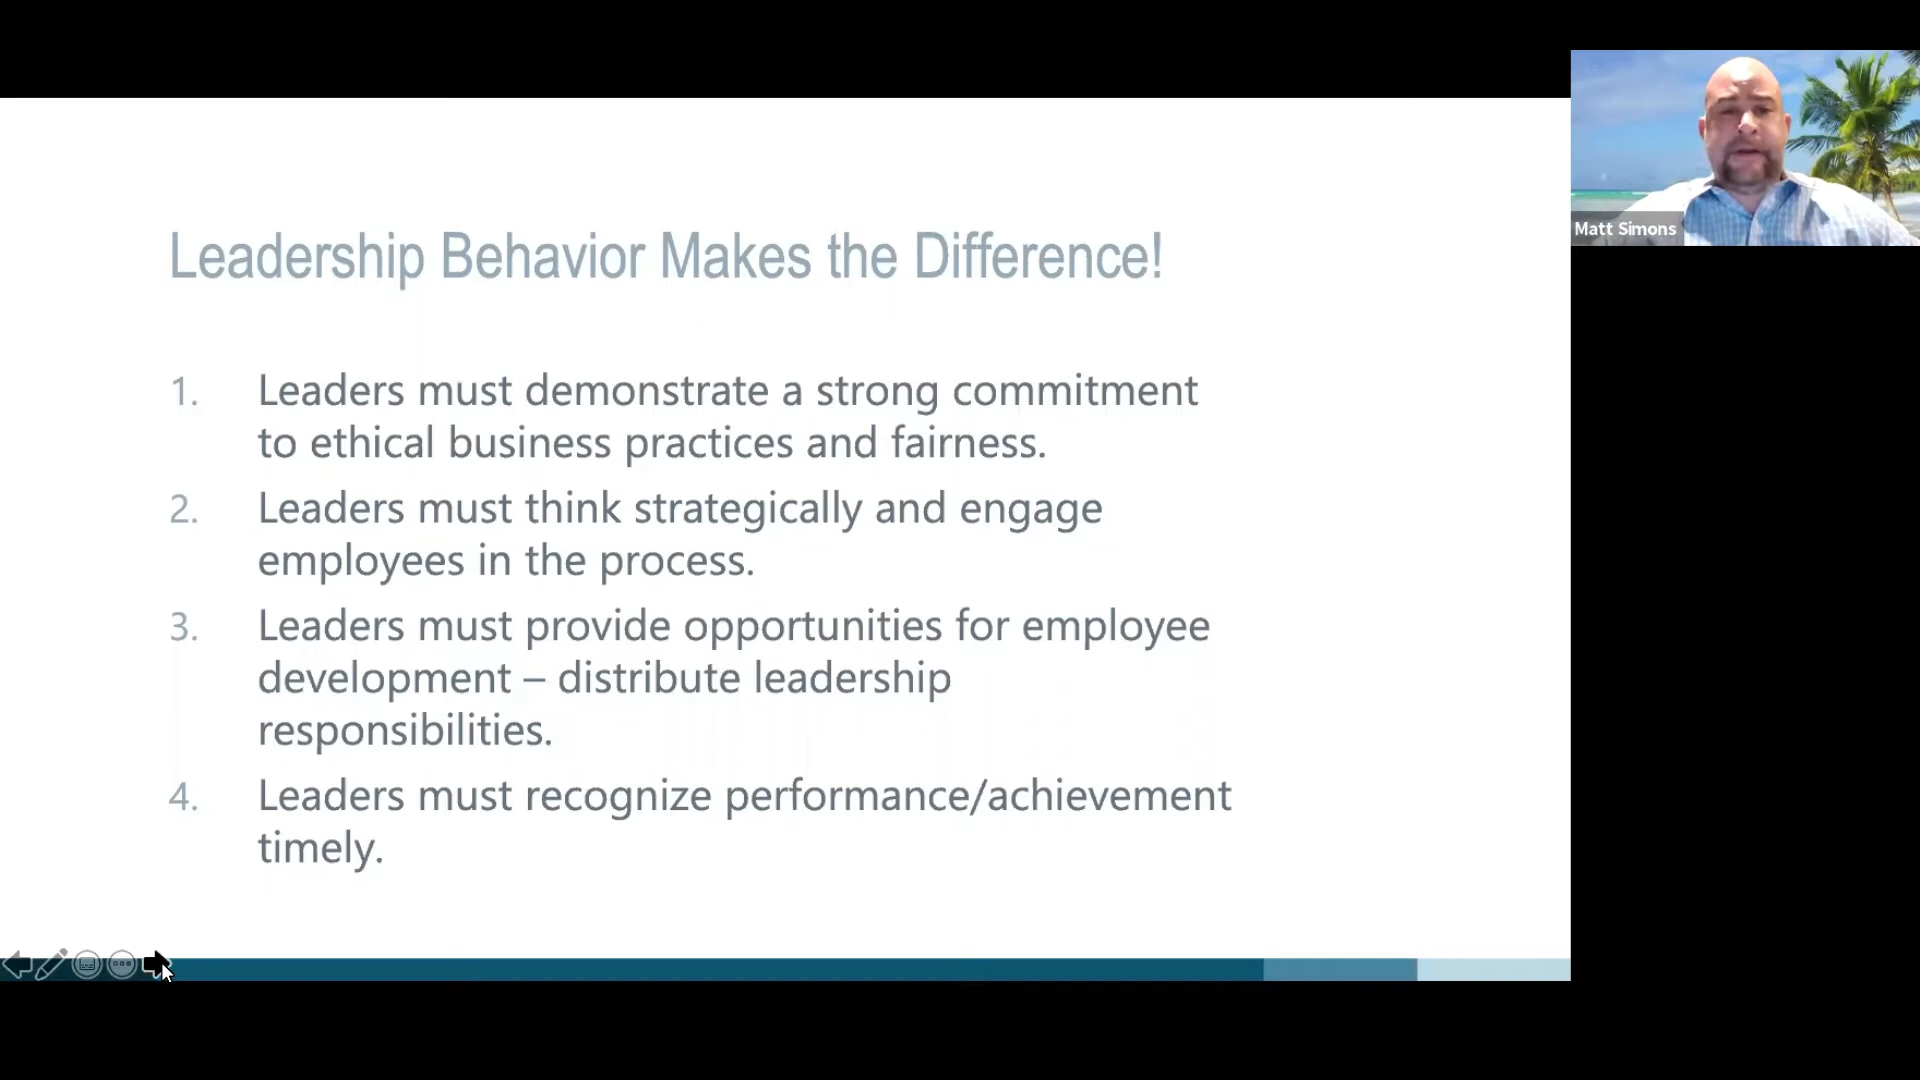 Leadership Behavior Makes the Difference!
1. Leaders must demonstrate a strong commitment
to ethical business practices and fairness.
2. Leaders must think strategically and engage
employees in the process.
3. Leaders must provide opportunities for employee
development – distribute leadership
responsibilities.
4. Leaders must recognize performance/achievement
timely.
Matt Simons